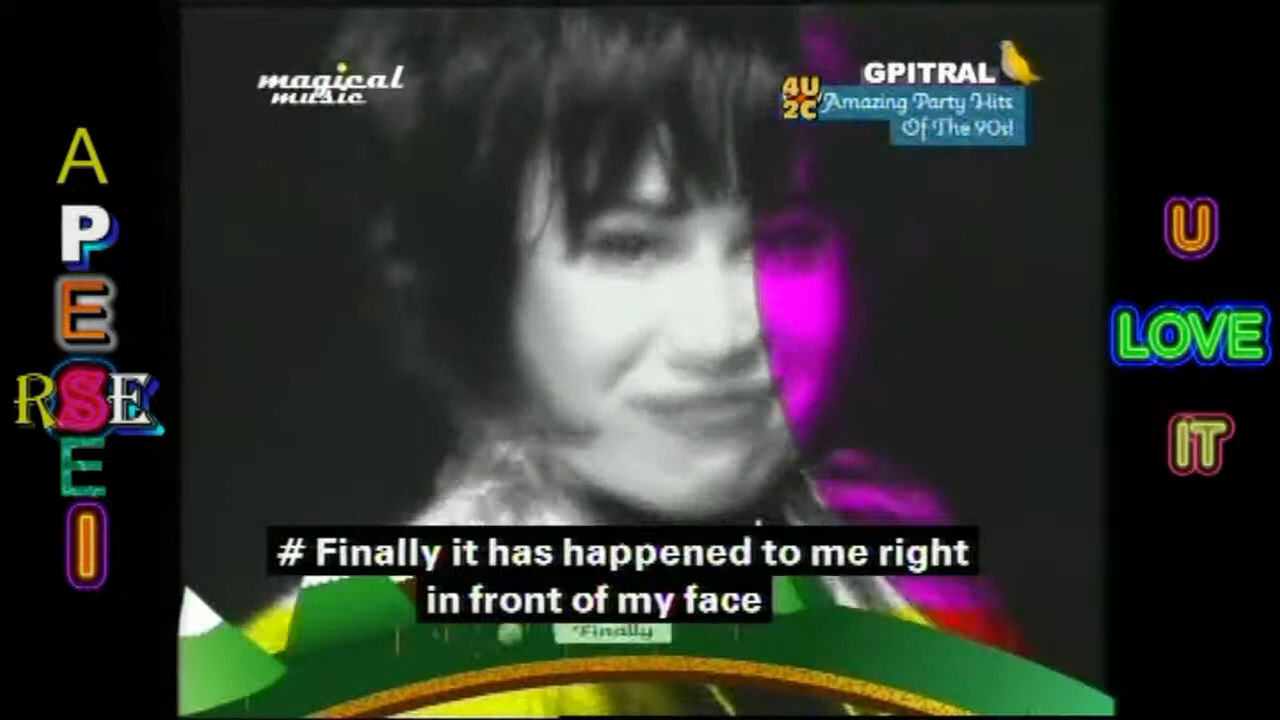 magical
music
GPITRAL
4U
2C
Amazing Party Hits
Of The 90s!
A
P
E
RSE
E
I
U
LOVE
IT
# Finally it has happened to me right
in front of my face
"Finally